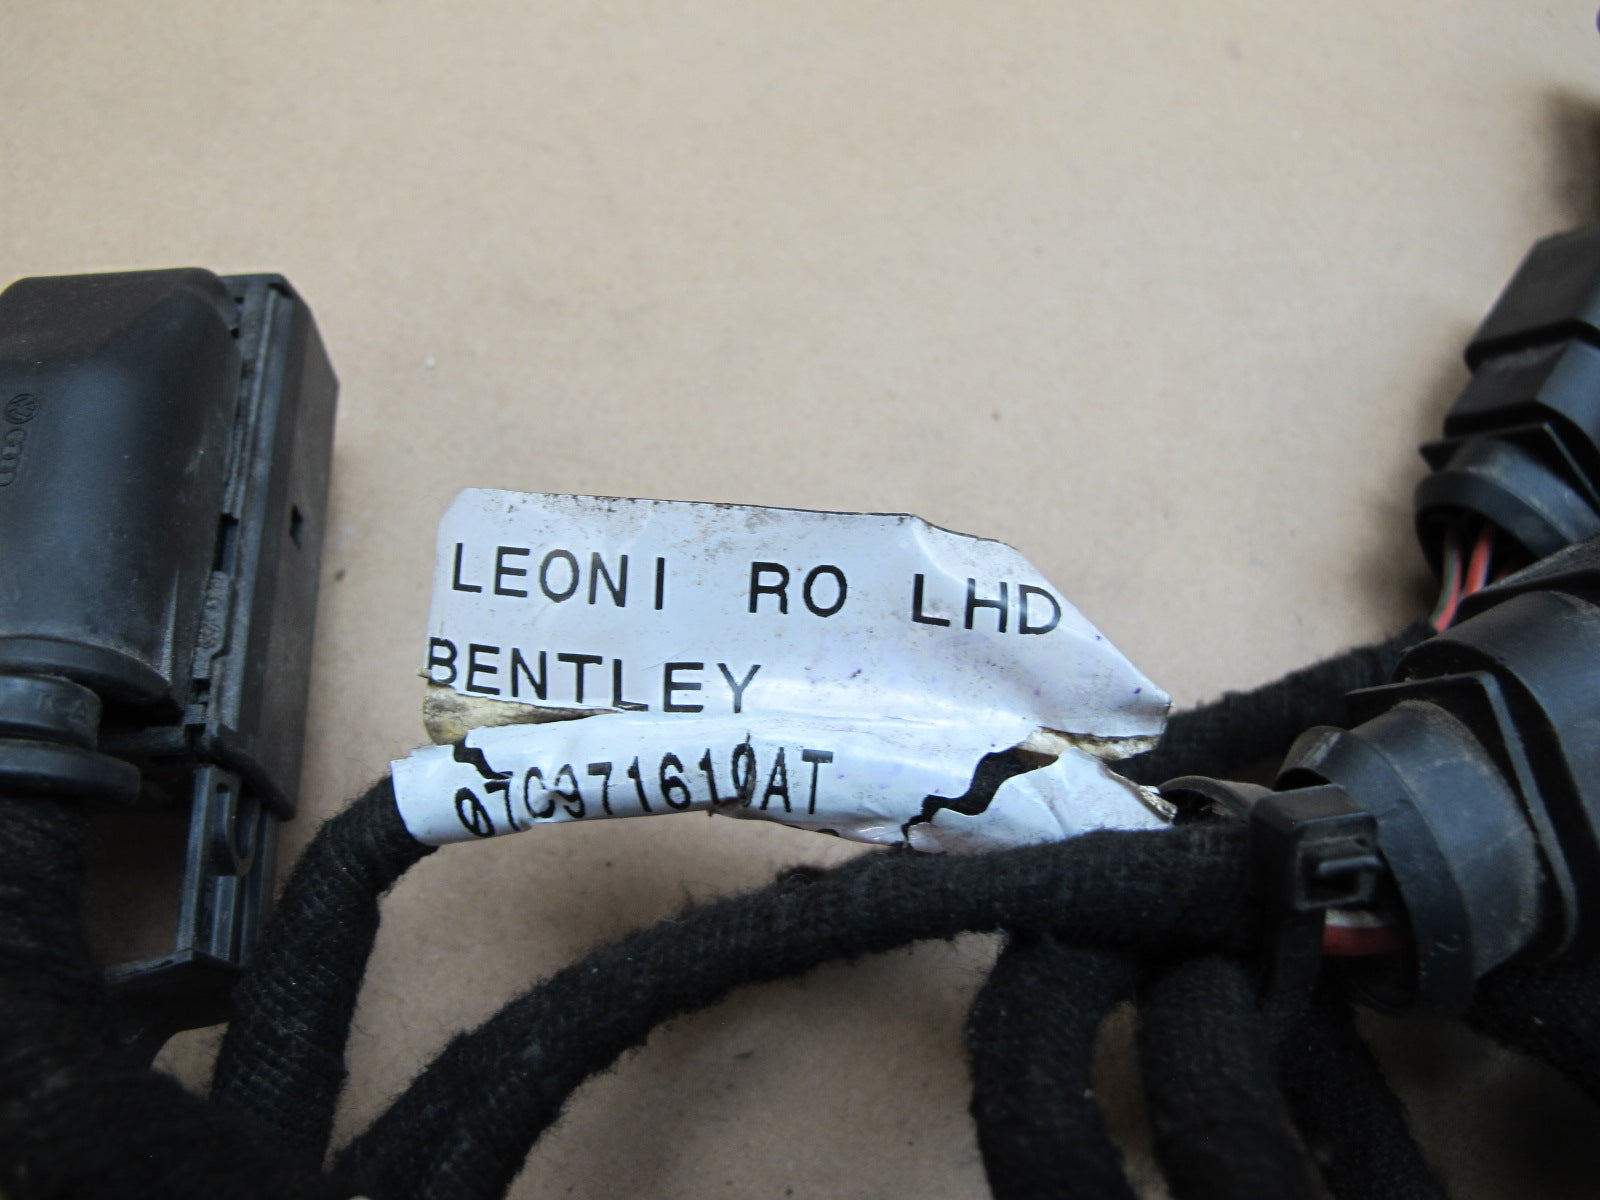 LEONI RO LHD
BENTLEY
07C971610AT